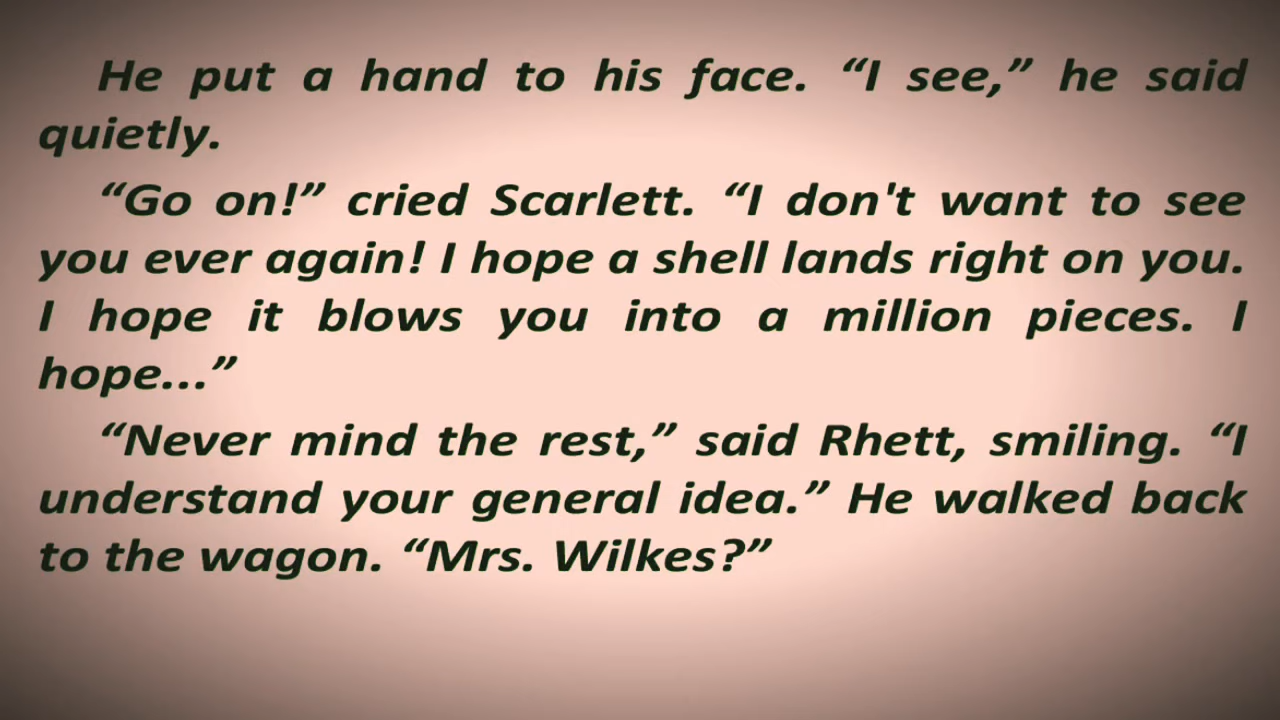 He put a hand to his face. “I see,” he said
quietly.
“Go on!” cried Scarlett. “I don't want to see
you ever again! I hope a shell lands right on you.
I hope it blows you into a million pieces. I
hope...”
“Never mind the rest,” said Rhett, smiling. “I
understand your general idea.” He walked back
to the wagon. “Mrs. Wilkes?”